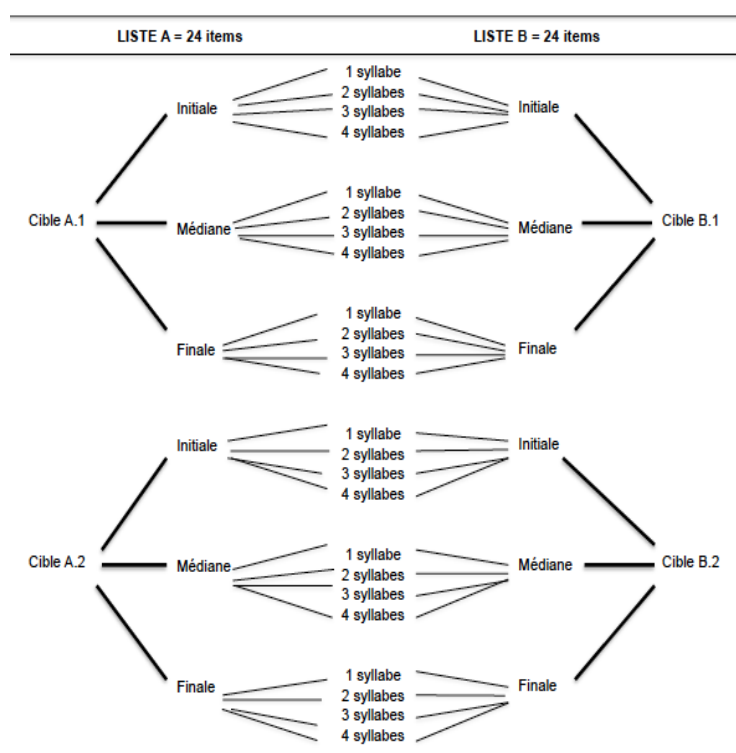 LISTE A = 24 items LISTE B = 24 items
1 syllabe
Initiale 2 syllabes Initiale
3 syllabes
4 syllabes
1 syllabe
2 syllabes
Cible A.1 Médiane 3 syllabes Médiane Cible B.1
4 syllabes
1 syllabe
2 syllabes
Finale 3 syllabes Finale
4 syllabes
1 syllabe
Initiale 2 syllabes Initiale
3 syllabes
4 syllabes
1 syllabe
Cible A.2 Médiane 2 syllabes Médiane Cible B.2
3 syllabes
4 syllabes
1 syllabe
Finale 2 syllabes Finale
3 syllabes
4 syllabes